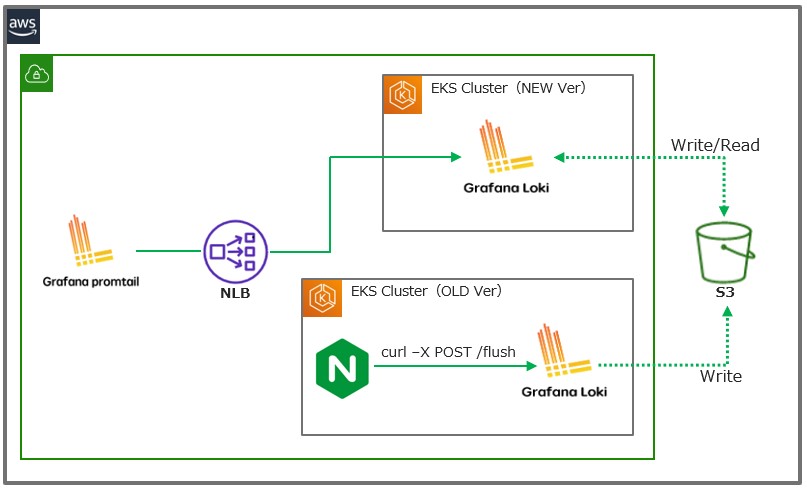 aws
EKS Cluster（NEW Ver）
Grafana Loki
Write/Read
Grafana promtail
NLB
EKS Cluster（OLD Ver）
S3
curl –X POST /flush
Grafana Loki
Write